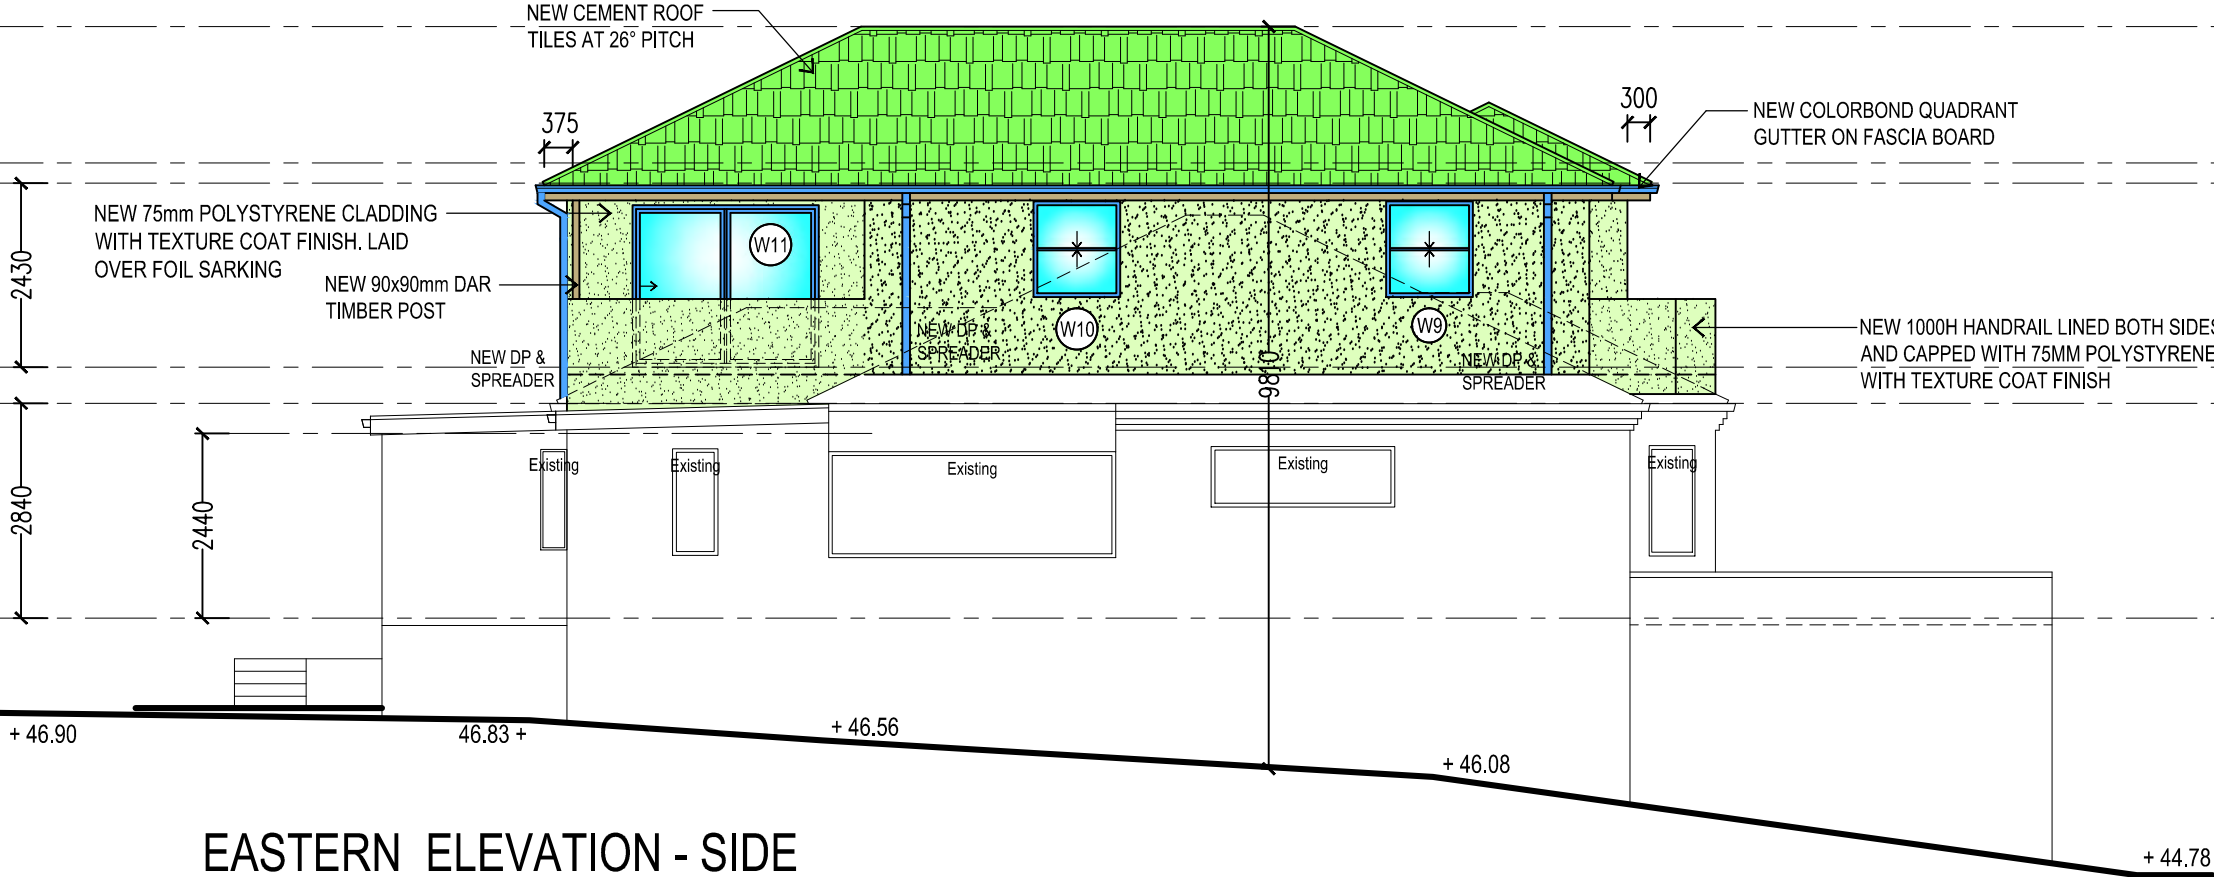 NEW CEMENT ROOF
TILES AT 26° PITCH
375
300
NEW COLORBOND QUADRANT
GUTTER ON FASCIA BOARD
NEW 75mm POLYSTYRENE CLADDING
WITH TEXTURE COAT FINISH. LAID
OVER FOIL SARKING
NEW 90x90mm DAR
TIMBER POST
W11
W10
W9
2430
NEW DP &
SPREADER
NEW DP &
SPREADER
NEW DP &
SPREADER
9810
NEW 1000H HANDRAIL LINED BOTH SIDES
AND CAPPED WITH 75MM POLYSTYRENE
WITH TEXTURE COAT FINISH
2840
2440
Existing
Existing
Existing
Existing
Existing
+ 46.90
46.83 +
+ 46.56
+ 46.08
+ 44.78
EASTERN ELEVATION - SIDE